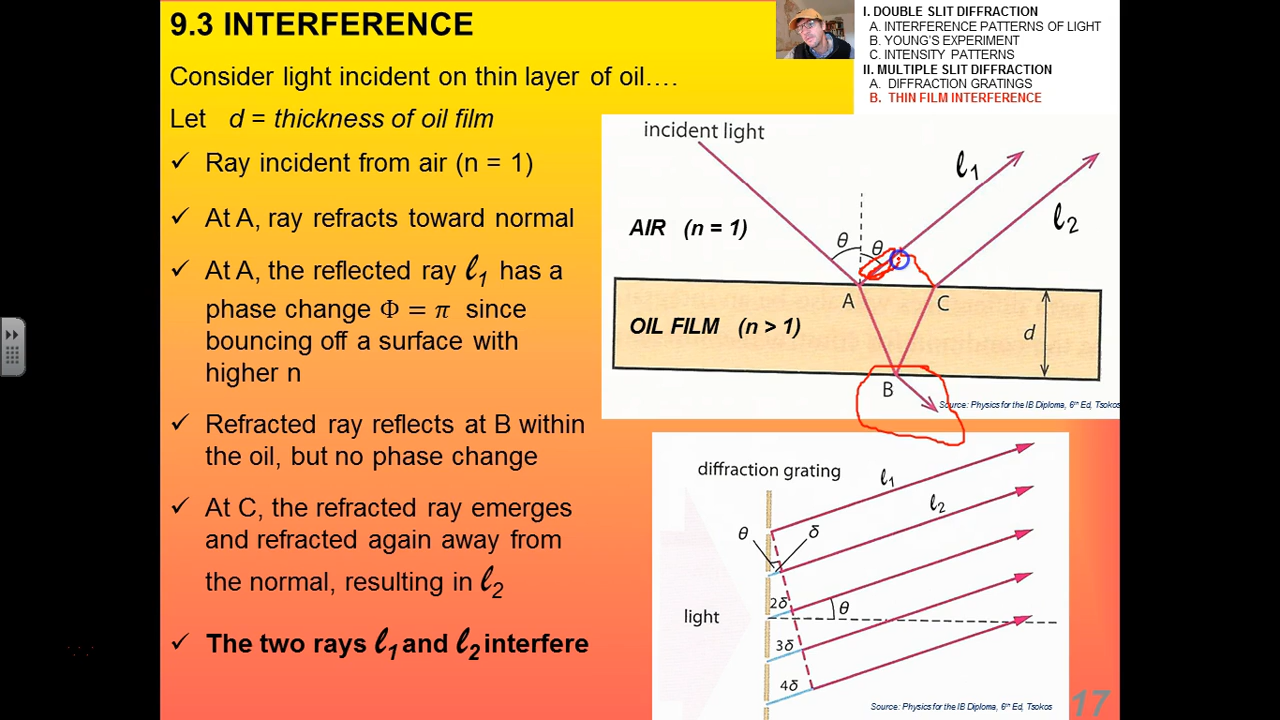 9.3 INTERFERENCE
Consider light incident on thin layer of oil….
Let d = thickness of oil film
✓ Ray incident from air (n = 1)
✓ At A, ray refracts toward normal
✓ At A, the reflected ray ℓ1 has a
phase change Φ = π since
bouncing off a surface with
higher n
✓ Refracted ray reflects at B within
the oil, but no phase change
✓ At C, the refracted ray emerges
and refracted again away from
the normal, resulting in ℓ2
✓ The two rays ℓ1 and ℓ2 interfere
I. DOUBLE SLIT DIFFRACTION
A. INTERFERENCE PATTERNS OF LIGHT
B. YOUNG'S EXPERIMENT
C. INTENSITY PATTERNS
II. MULTIPLE SLIT DIFFRACTION
A. DIFFRACTION GRATINGS
B. THIN FILM INTERFERENCE
incident light
ℓ1
ℓ2
AIR (n = 1)
θ θ
A C
OIL FILM (n > 1)
d
B
Source: Physics for the IB Diploma, 6th Ed, Tsokos
diffraction grating
ℓ1
ℓ2
θ δ
2δ
θ
light
3δ
4δ
Source: Physics for the IB Diploma, 6th Ed, Tsokos
17